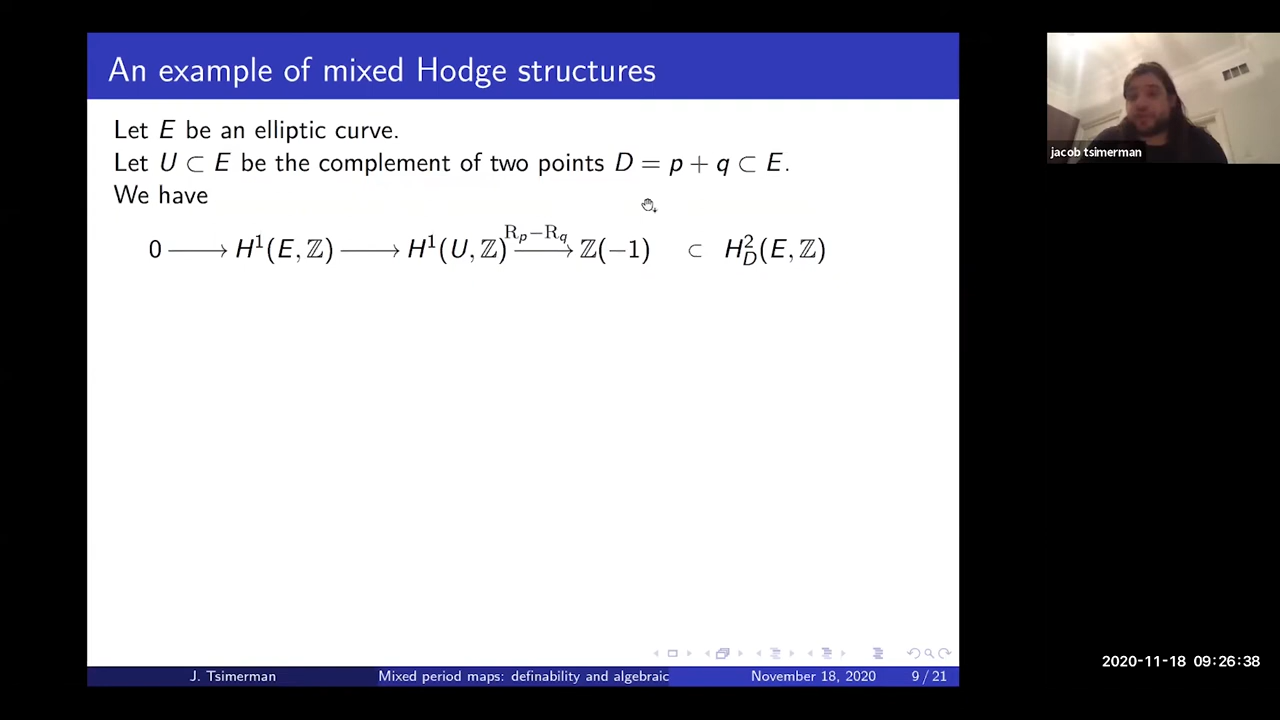 An example of mixed Hodge structures
Let E be an elliptic curve.
Let U ⊂ E be the complement of two points D = p + q ⊂ E.
We have
0 ⟶ H¹(E, ℤ) ⟶ H¹(U, ℤ) \xrightarrow{R_p−R_q} ℤ(−1) ⊂ H²_D(E, ℤ)
jacob tsimerman
2020-11-18 09:26:38
J. Tsimerman Mixed period maps: definability and algebraic November 18, 2020 9 / 21